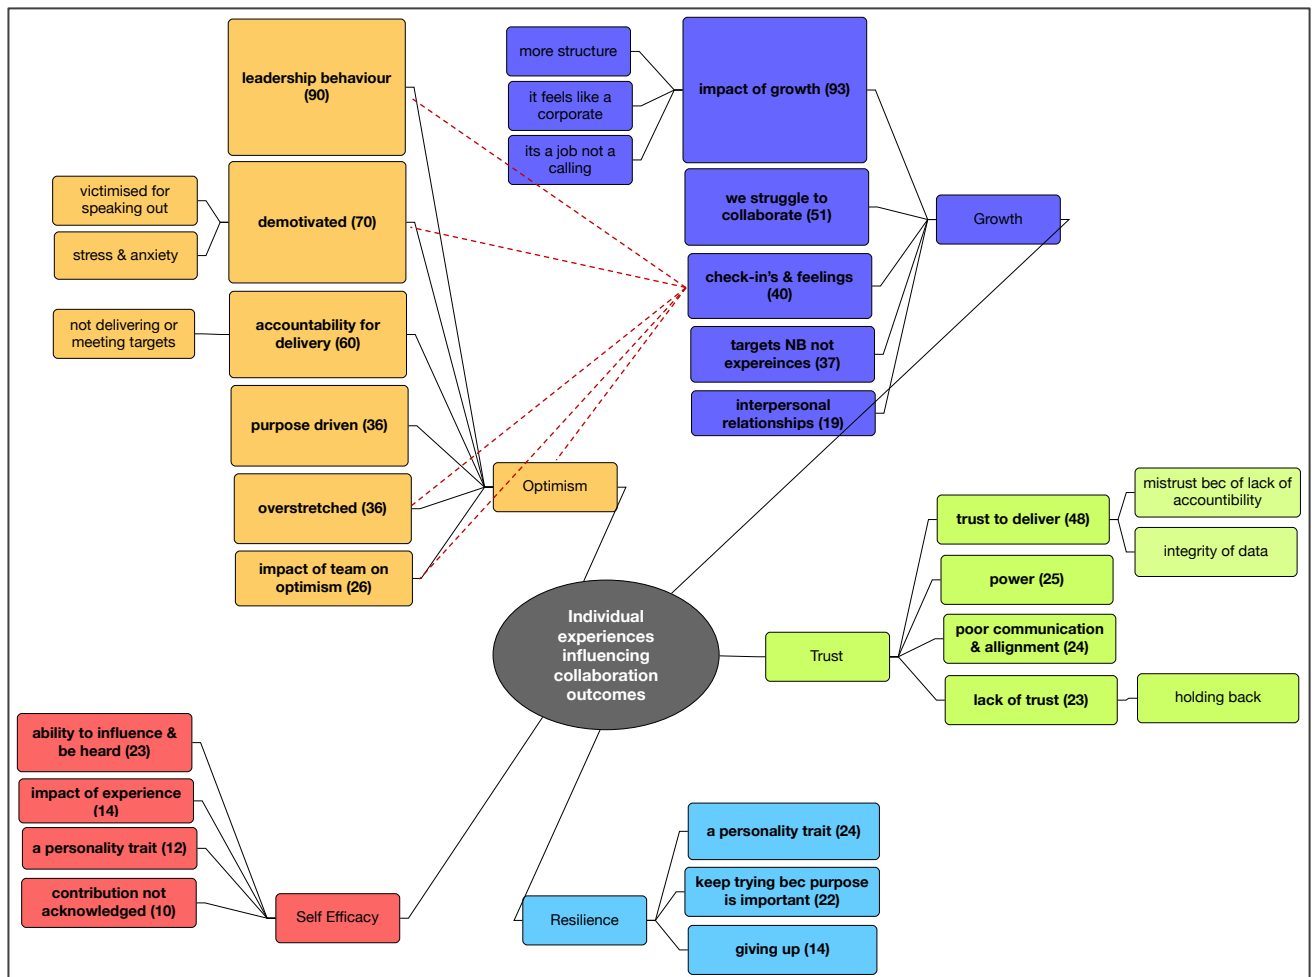 leadership behaviour
(90)
victimised for
speaking out
stress & anxiety
demotivated (70)
not delivering or
meeting targets
accountability for
delivery (60)
purpose driven (36)
overstretched (36)
impact of team on
optimism (26)
Optimism
more structure
it feels like a
corporate
its a job not a
calling
impact of growth (93)
we struggle to
collaborate (51)
check-in's & feelings
(40)
targets NB not
expereinces (37)
interpersonal
relationships (19)
Growth
Individual
experiences
influencing
collaboration
outcomes
Trust
trust to deliver (48)
mistrust bec of lack of
accountibility
integrity of data
power (25)
poor communication
& allignment (24)
lack of trust (23)
holding back
ability to influence &
be heard (23)
impact of experience
(14)
a personality trait (12)
contribution not
acknowledged (10)
Self Efficacy
Resilience
a personality trait (24)
keep trying bec purpose
is important (22)
giving up (14)